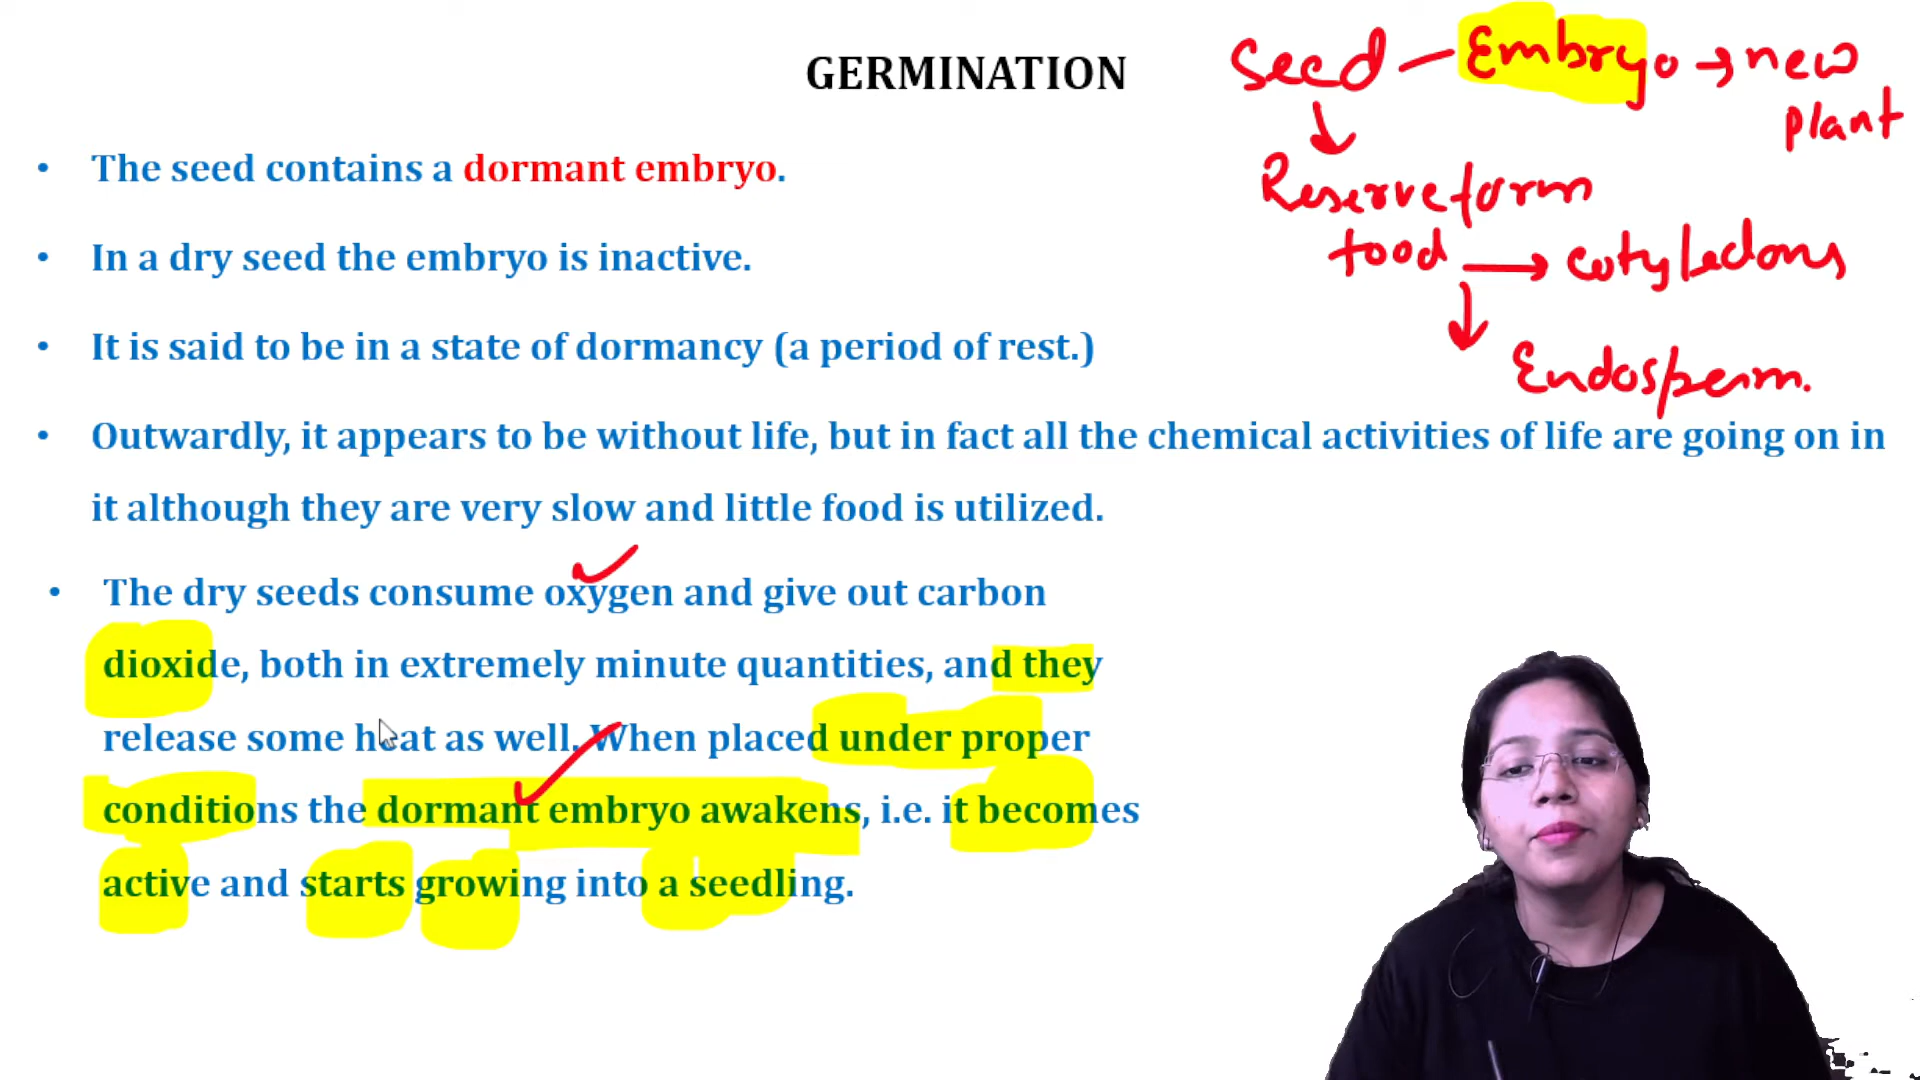 GERMINATION
Seed – Embryo → new
plant
Reserve form
food → cotyledons
Endosperm.
• The seed contains a dormant embryo.
• In a dry seed the embryo is inactive.
• It is said to be in a state of dormancy (a period of rest.)
• Outwardly, it appears to be without life, but in fact all the chemical activities of life are going on in
it although they are very slow and little food is utilized.
• The dry seeds consume oxygen and give out carbon
dioxide, both in extremely minute quantities, and they
release some heat as well. When placed under proper
conditions the dormant embryo awakens, i.e. it becomes
active and starts growing into a seedling.